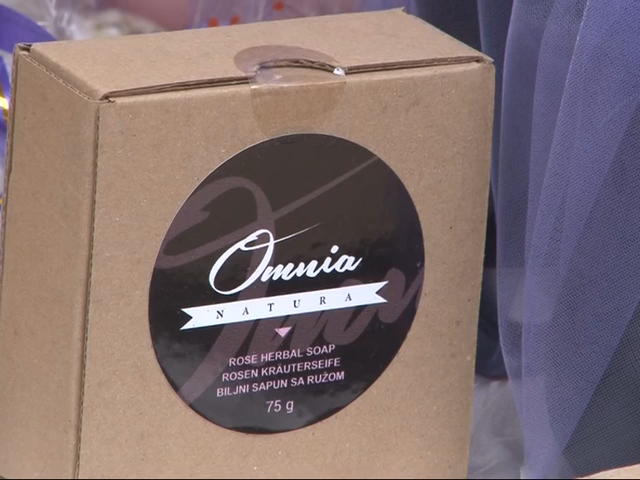 Omnia
NATURA
ROSE HERBAL SOAP
ROSEN KRÄUTERSEIFE
BILJNI SAPUN SA RUŽOM
75 g